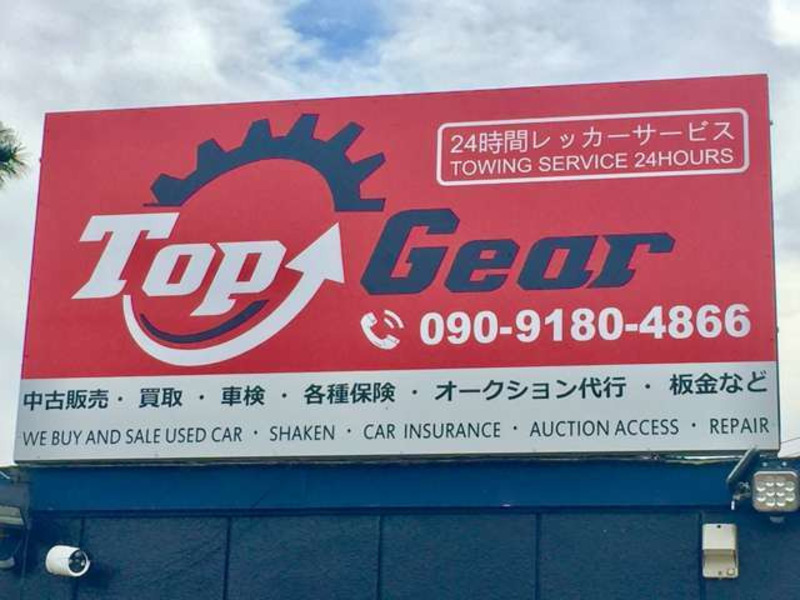 24時間レッカーサービス
TOWING SERVICE 24HOURS
Top Gear
090-9180-4866
中古販売・買取・車検・各種保険・オークション代行・板金など
WE BUY AND SALE USED CAR・SHAKEN・CAR INSURANCE・AUCTION ACCESS・REPAIR